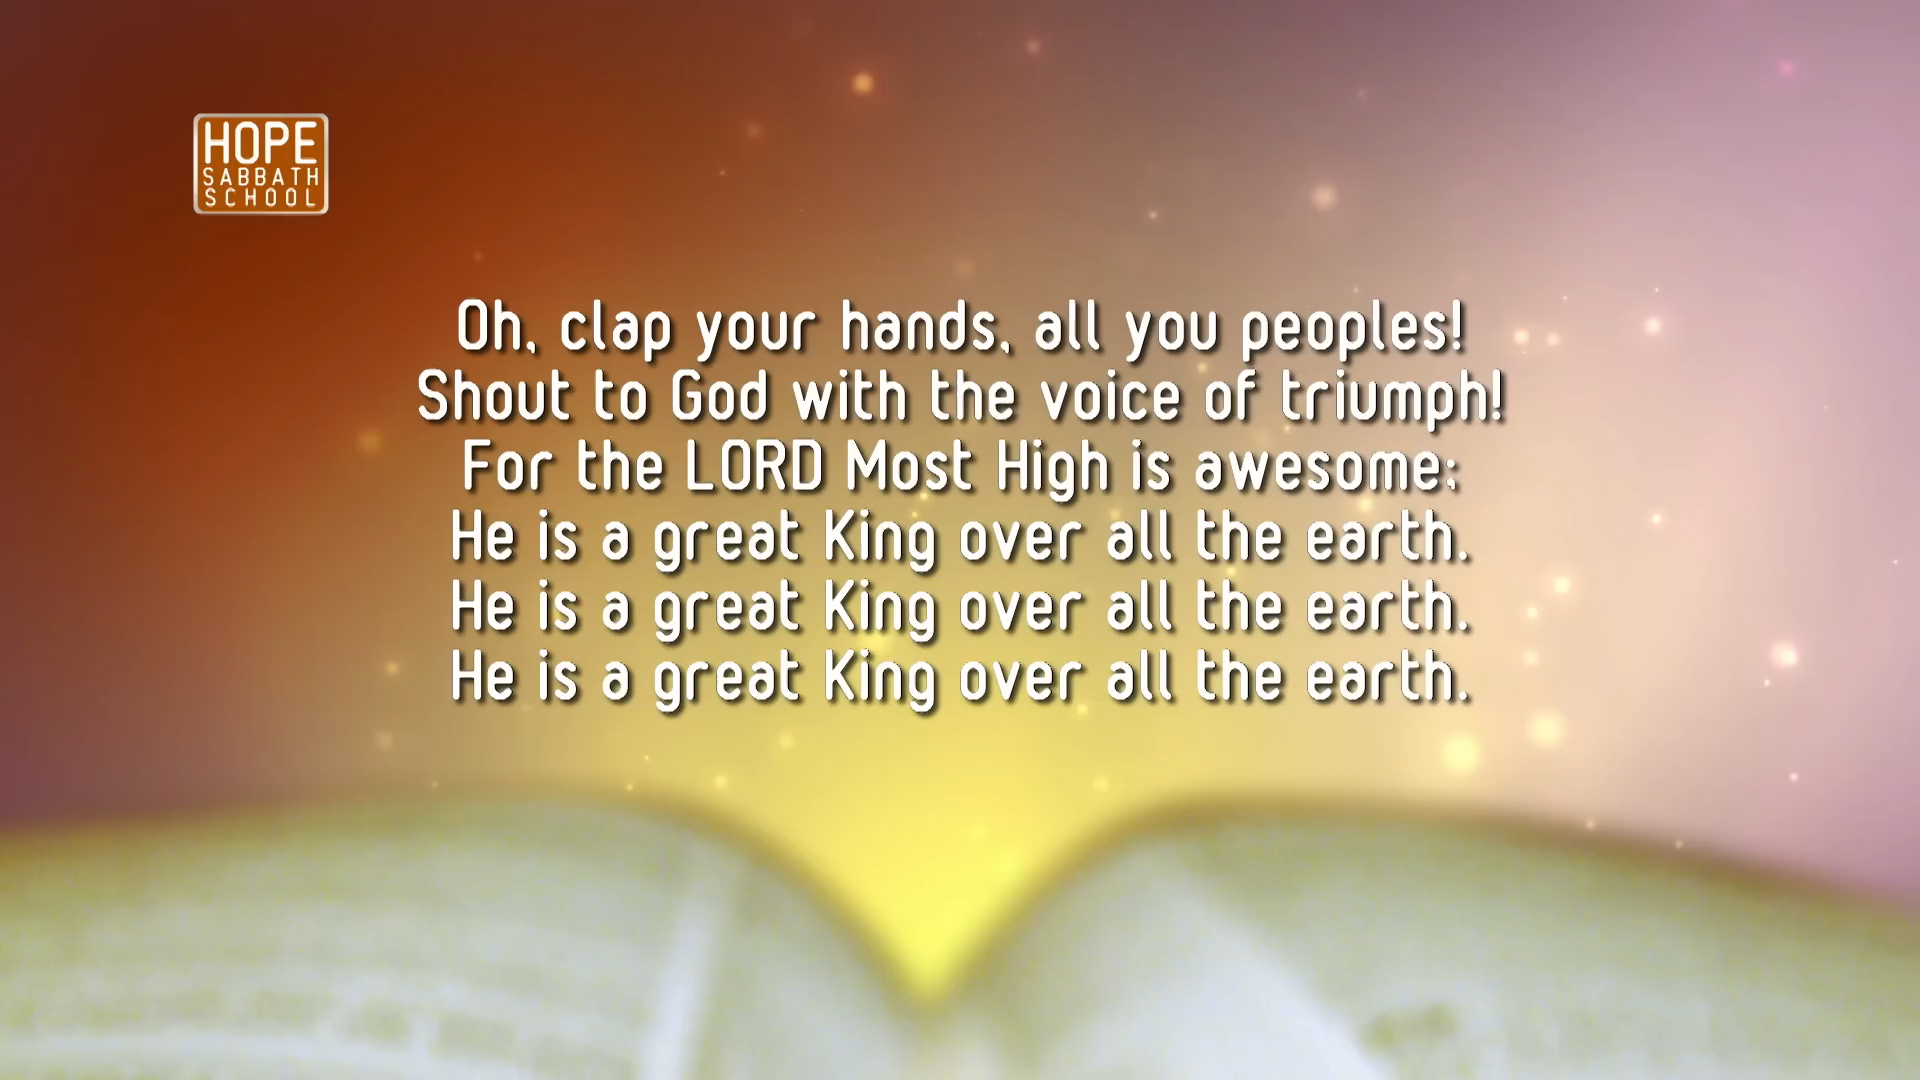 HOPE
SABBATH
SCHOOL
Oh, clap your hands, all you peoples!
Shout to God with the voice of triumph!
For the LORD Most High is awesome;
He is a great King over all the earth.
He is a great King over all the earth.
He is a great King over all the earth.